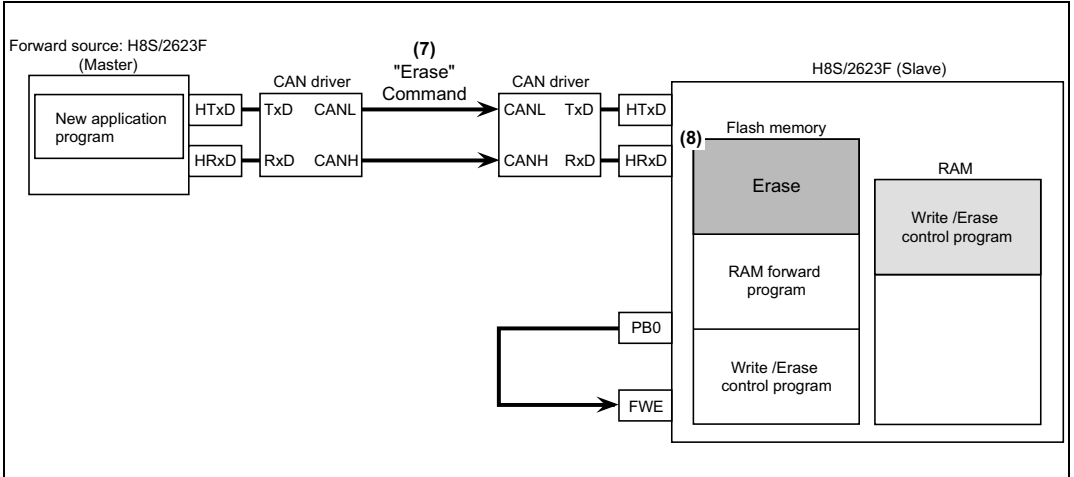 Forward source: H8S/2623F
(Master)
New application
program
HTxD
HRxD
CAN driver
TxD CANL
RxD CANH
(7)
"Erase"
Command
CAN driver
CANL TxD
CANH RxD
HTxD
HRxD
H8S/2623F (Slave)
(8)
Flash memory
Erase
RAM forward
program
Write /Erase
control program
RAM
Write /Erase
control program
PB0
FWE